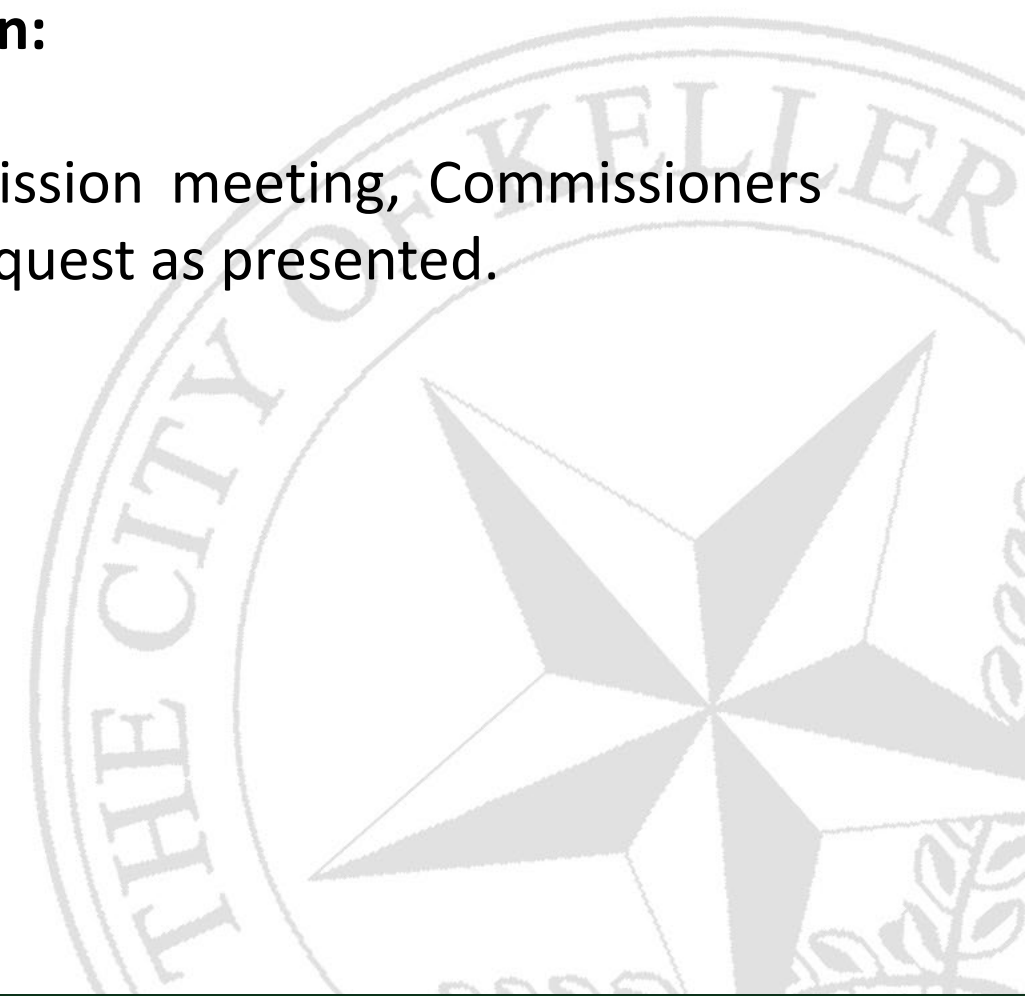 n:
ission meeting, Commissioners
quest as presented.
THE CITY OF KELLER